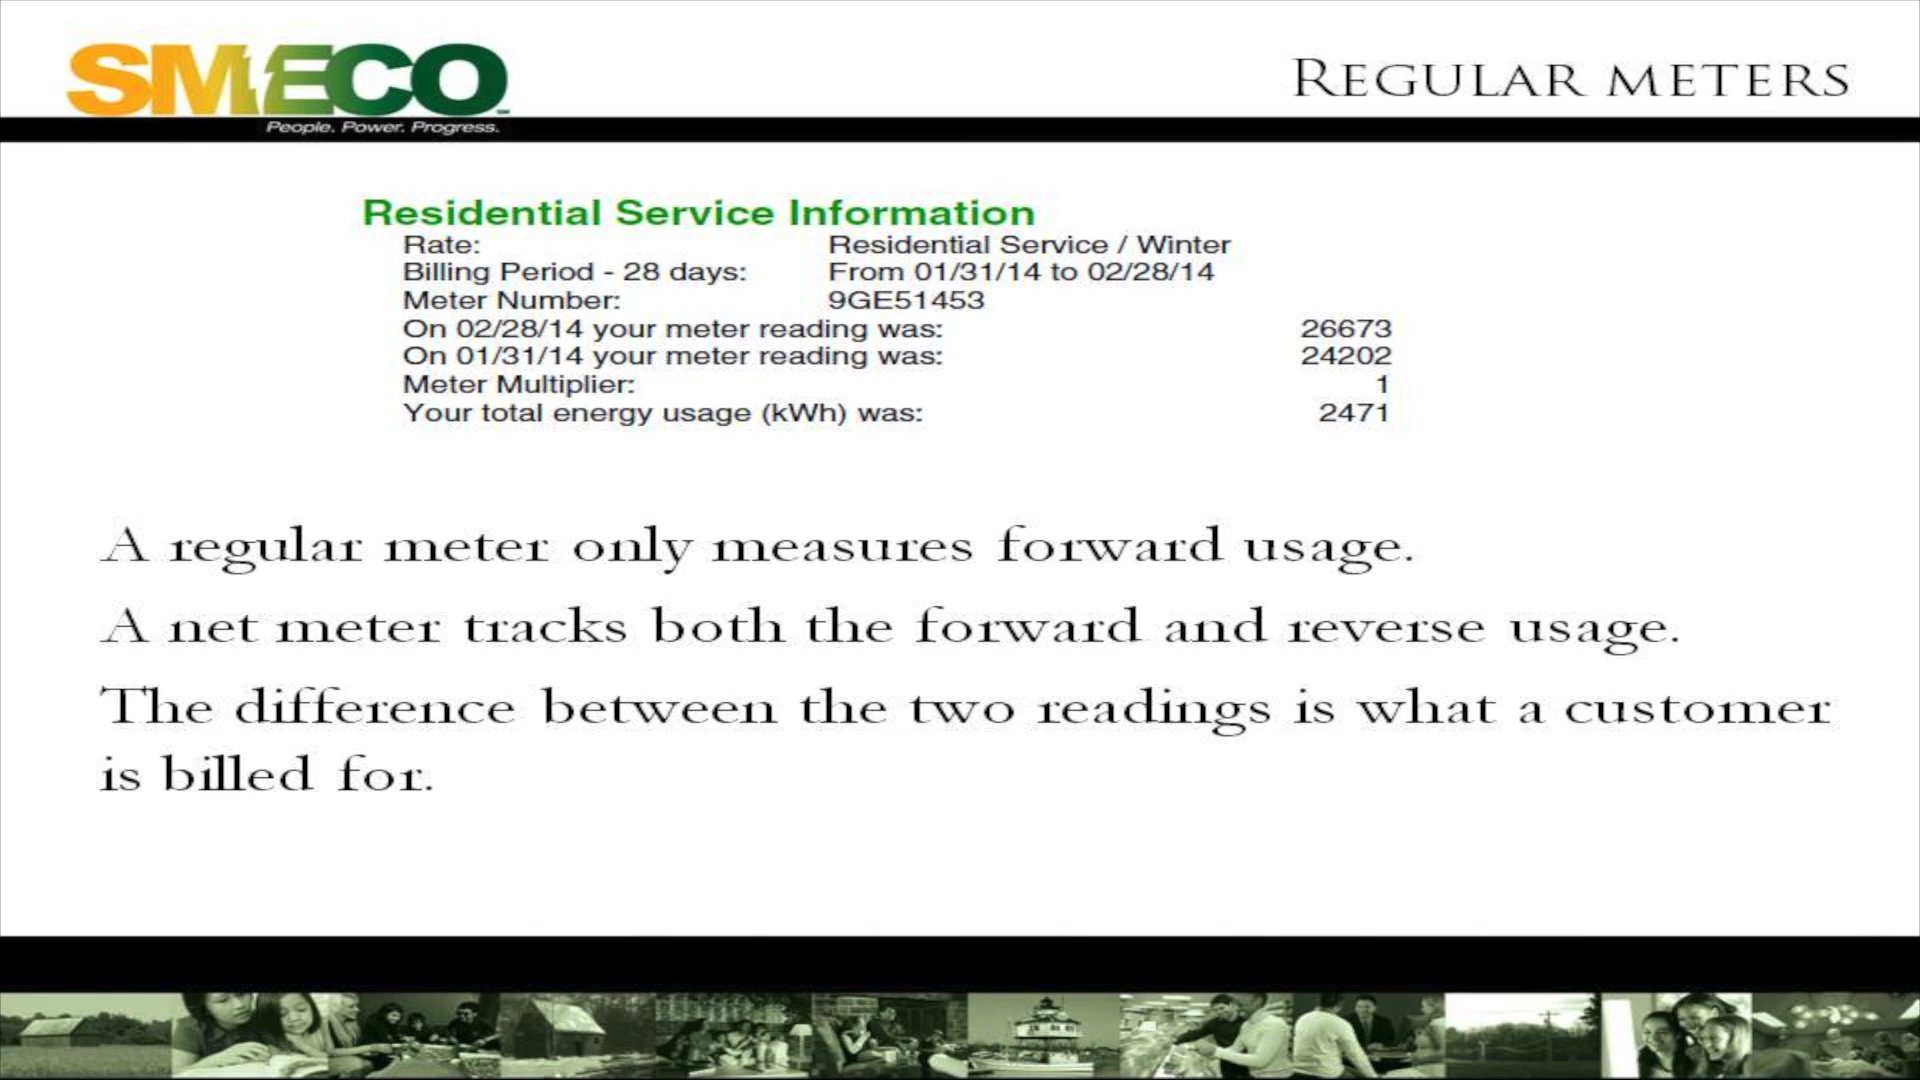 SMECO
People. Power. Progress.
REGULAR METERS
Residential Service Information
Rate: Residential Service / Winter
Billing Period - 28 days: From 01/31/14 to 02/28/14
Meter Number: 9GE51453
On 02/28/14 your meter reading was: 26673
On 01/31/14 your meter reading was: 24202
Meter Multiplier: 1
Your total energy usage (kWh) was: 2471
A regular meter only measures forward usage.
A net meter tracks both the forward and reverse usage.
The difference between the two readings is what a customer
is billed for.